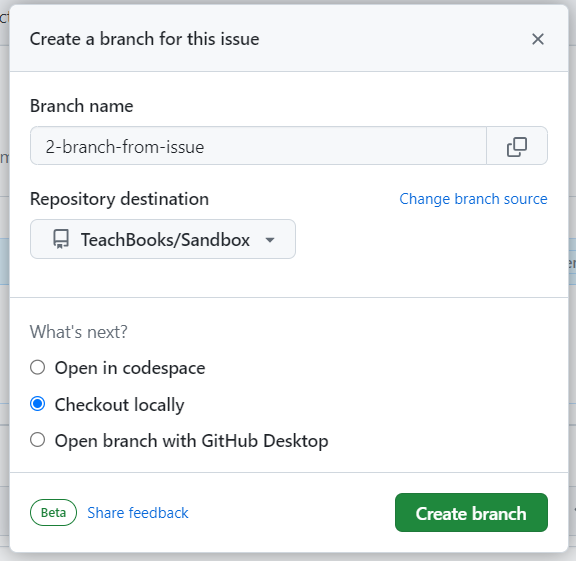 Create a branch for this issue
Branch name
2-branch-from-issue
Repository destination
Change branch source
TeachBooks/Sandbox
What's next?
Open in codespace
Checkout locally
Open branch with GitHub Desktop
Beta
Share feedback
Create branch